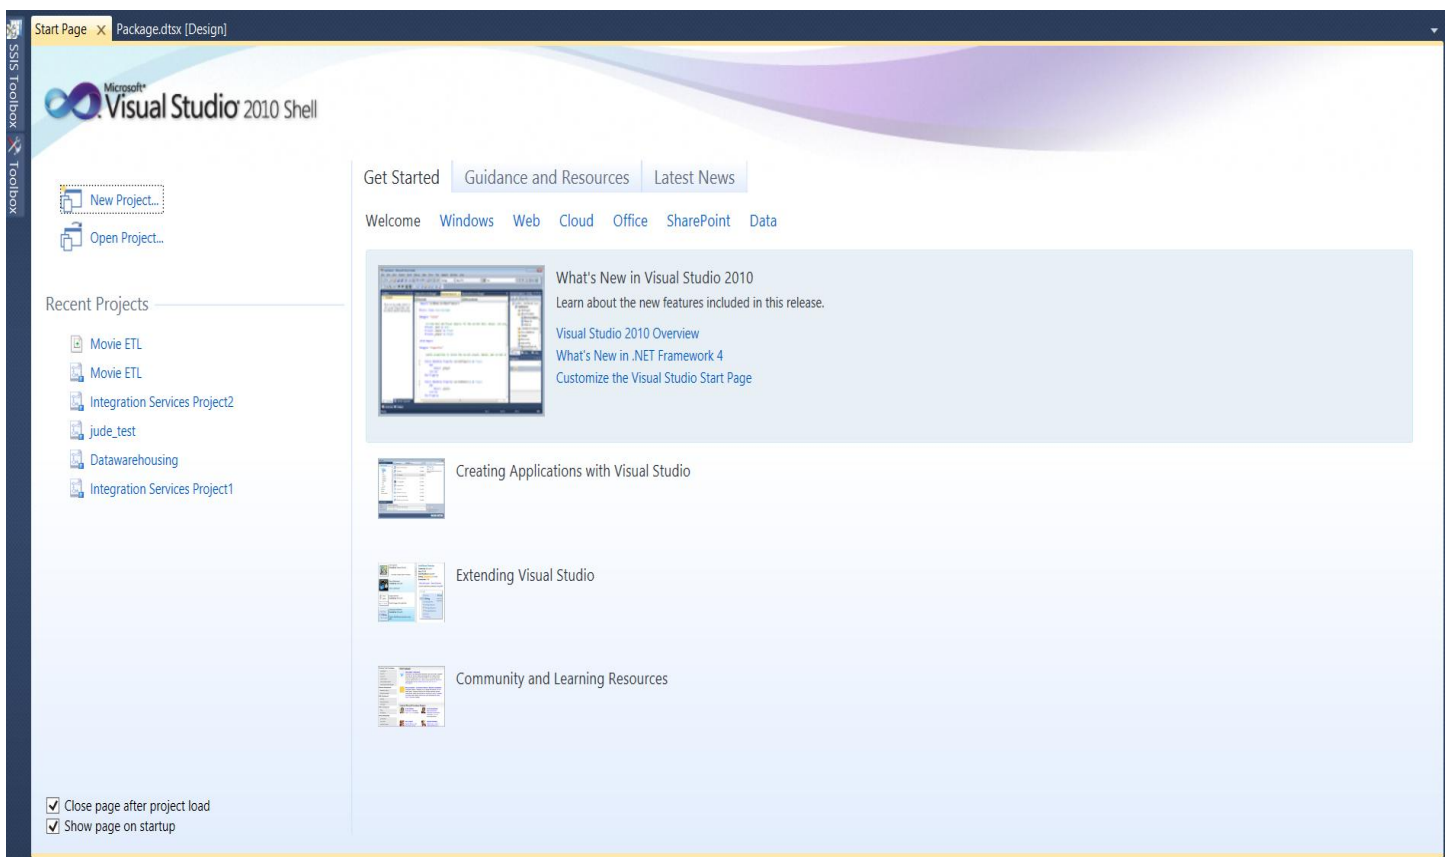 Start Page X Package.dtsx [Design]
SSIS Toolbox
Toolbox
Microsoft®
Visual Studio® 2010 Shell
New Project...
Open Project...
Recent Projects
Movie ETL
Movie ETL
Integration Services Project2
jude_test
Datawarehousing
Integration Services Project1
Close page after project load
Show page on startup
Get Started Guidance and Resources Latest News
Welcome Windows Web Cloud Office SharePoint Data
What's New in Visual Studio 2010
Learn about the new features included in this release.
Visual Studio 2010 Overview
What's New in .NET Framework 4
Customize the Visual Studio Start Page
Creating Applications with Visual Studio
Extending Visual Studio
Community and Learning Resources